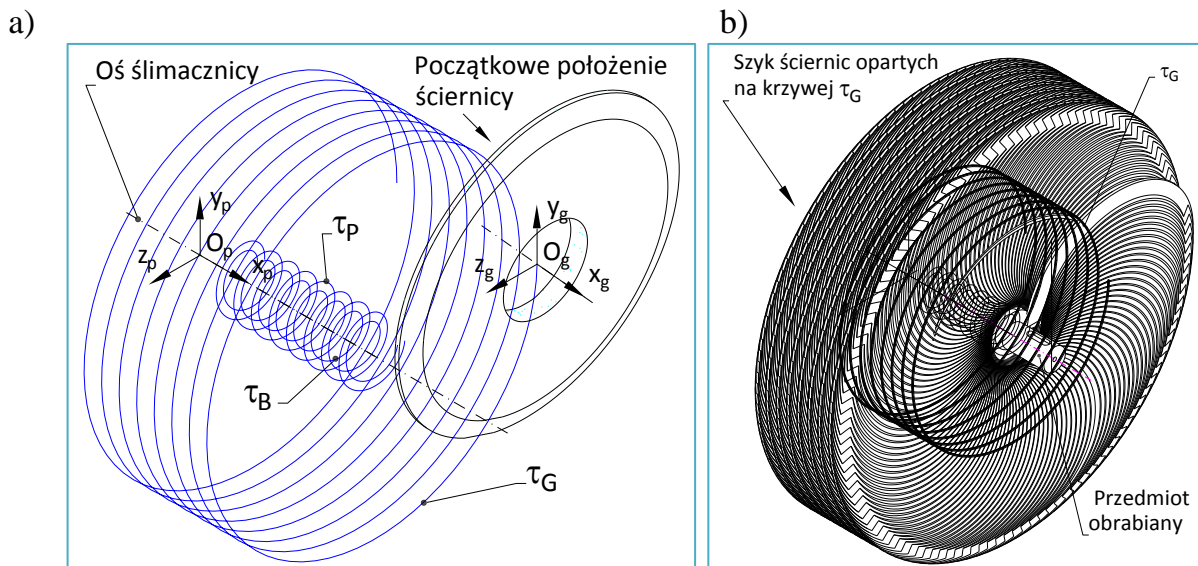 a)
Oś ślimacznicy
Początkowe położenie
ściernicy
yp
Op
zp
xp
τP
τB
τG
yg
Og
zg
xg
b)
Szyk ściernic opartych
na krzywej τG
τG
Przedmiot
obrabiany